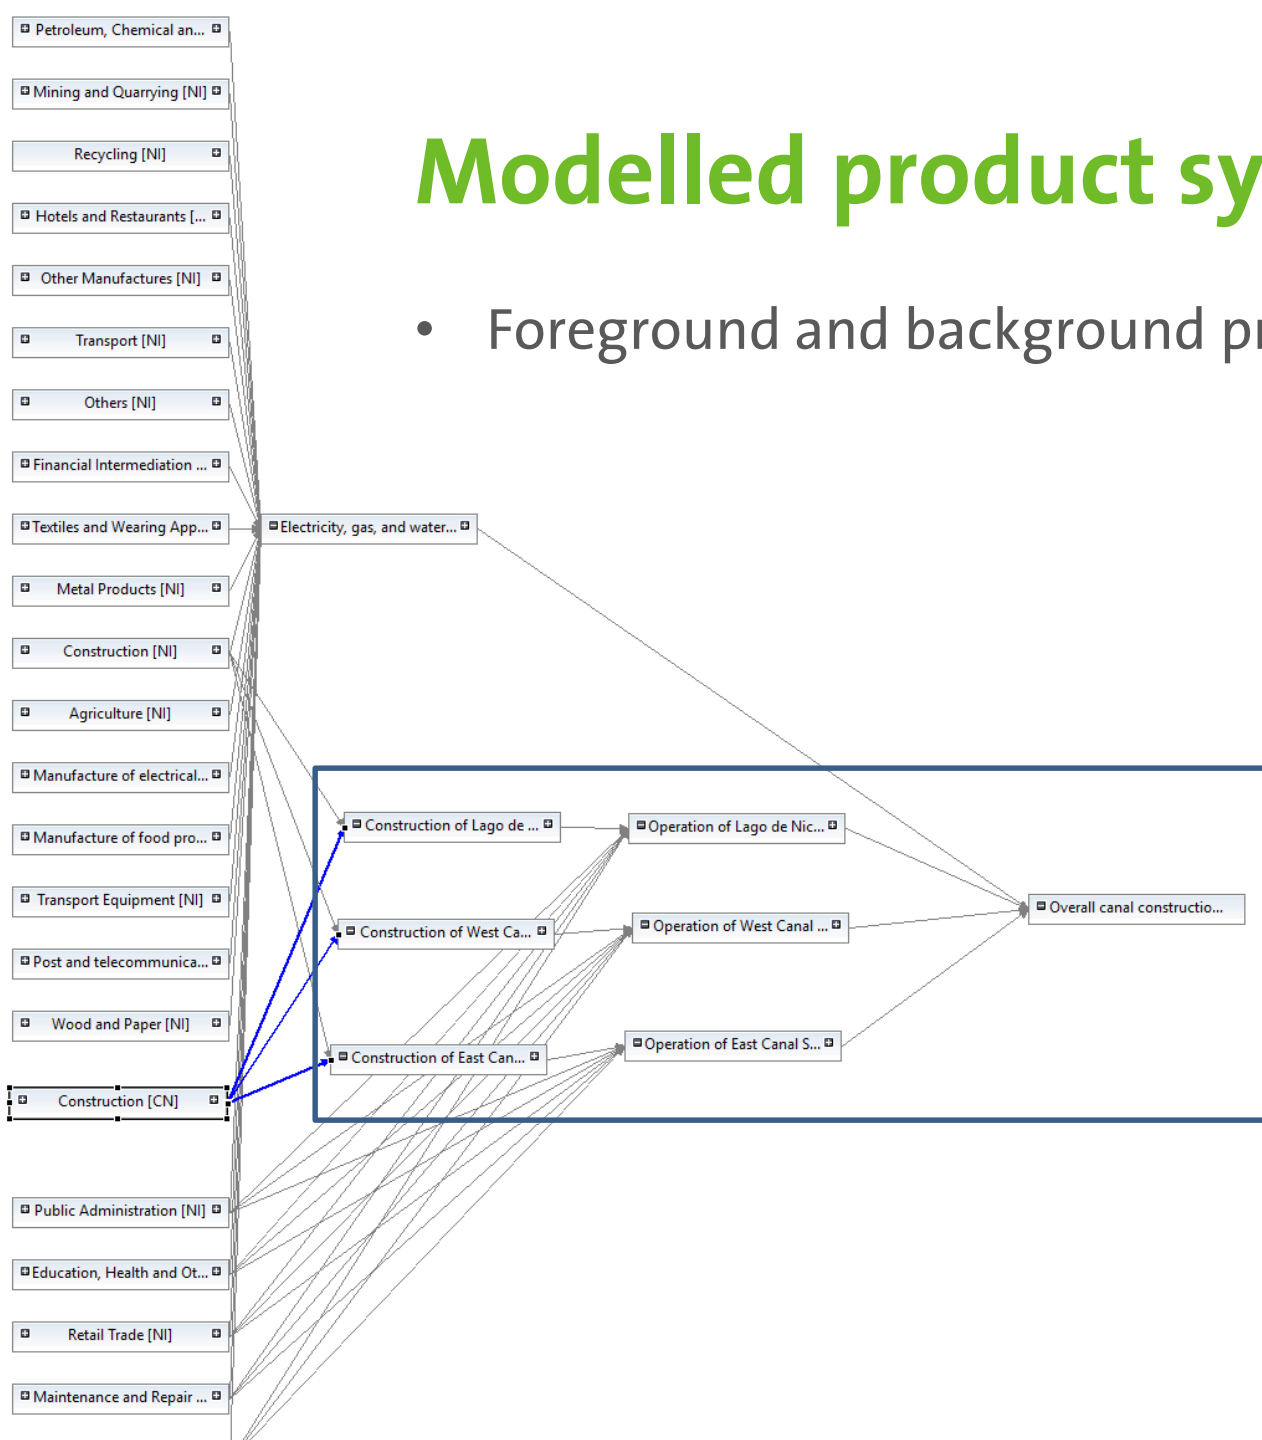 Petroleum, Chemical an...
Mining and Quarrying [NI]
Recycling [NI]
Modelled product sy
Hotels and Restaurants [...
Other Manufactures [NI]
• Foreground and background pr
Transport [NI]
Others [NI]
Financial Intermediation ...
Textiles and Wearing App...
Electricity, gas, and water...
Metal Products [NI]
Construction [NI]
Agriculture [NI]
Manufacture of electrical...
Manufacture of food pro...
Construction of Lago de ...
Operation of Lago de Nic...
Transport Equipment [NI]
Overall canal constructio...
Construction of West Ca...
Operation of West Canal ...
Post and telecommunica...
Wood and Paper [NI]
Construction of East Can...
Operation of East Canal S...
Construction [CN]
Public Administration [NI]
Education, Health and Ot...
Retail Trade [NI]
Maintenance and Repair ...